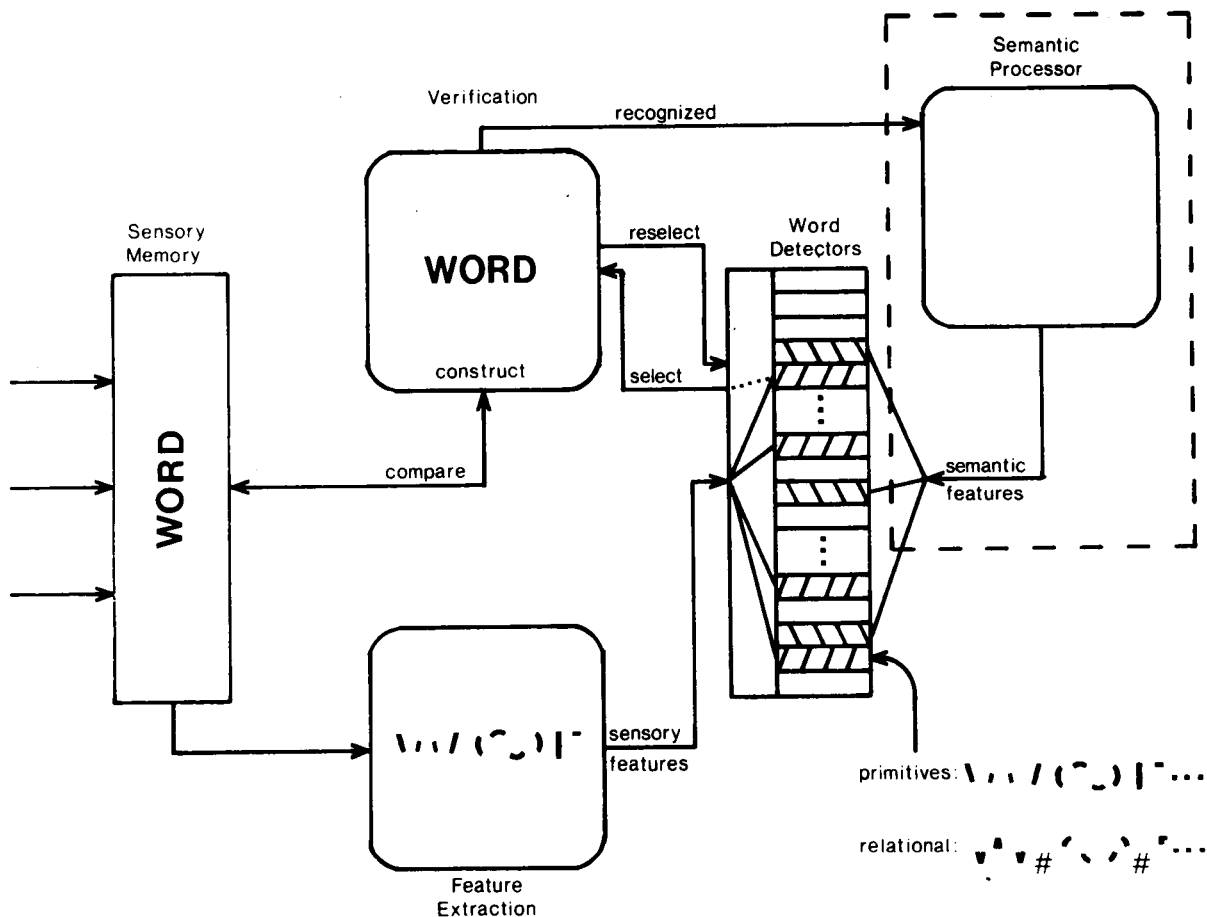 Semantic
Processor
Verification
recognized
Sensory
Memory
reselect
Word
Detectors
WORD
construct
select
WORD
compare
semantic
features
sensory
features
primitives:
relational:
#
#
Feature
Extraction